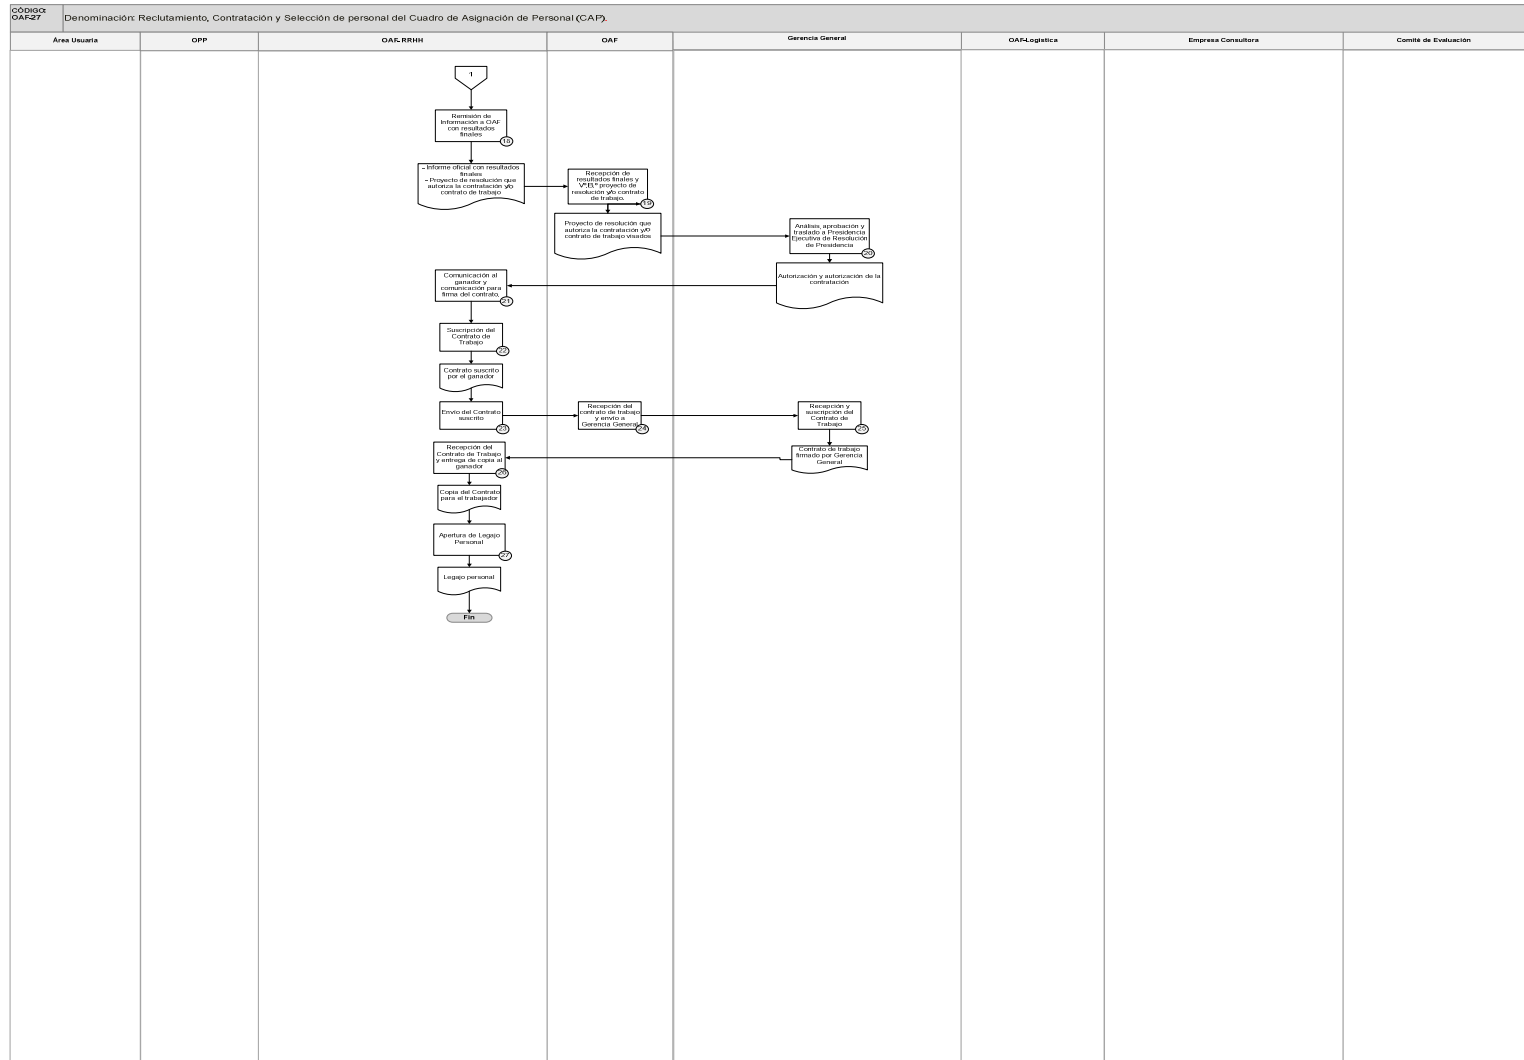 CÓDIGO:
OAF-27
Denominación: Reclutamiento, Contratación y Selección de personal del Cuadro de Asignación de Personal (CAP).
Área Usuaria
OPP
OAF-RRHH
OAF
Gerencia General
OAF-Logística
Empresa Consultora
Comité de Evaluación
1
Remisión de
Información a OAF
con resultados
finales
18
- Informe oficial con resultados
finales
- Proyecto de resolución que
autoriza la contratación y/o
contrato de trabajo
Recepción de
resultados finales y
V°.B.° proyecto de
resolución y/o contrato
de trabajo.
19
Proyecto de resolución que
autoriza la contratación y/o
contrato de trabajo visados
Análisis, aprobación y
traslado a Presidencia
Ejecutiva de Resolución
de Presidencia
20
Autorización y autorización de la
contratación
Comunicación al
ganador y
comunicación para
firma del contrato.
21
Suscripción del
Contrato de
Trabajo
22
Contrato suscrito
por el ganador
Envío del Contrato
suscrito
23
Recepción del
contrato de trabajo
y envío a
Gerencia General
24
Recepción y
suscripción del
Contrato de
Trabajo
25
Contrato de trabajo
firmado por Gerencia
General
Recepción del
Contrato de Trabajo
y entrega de copia al
ganador
26
Copia del Contrato
para el trabajador
Apertura de Legajo
Personal
27
Legajo personal
Fin